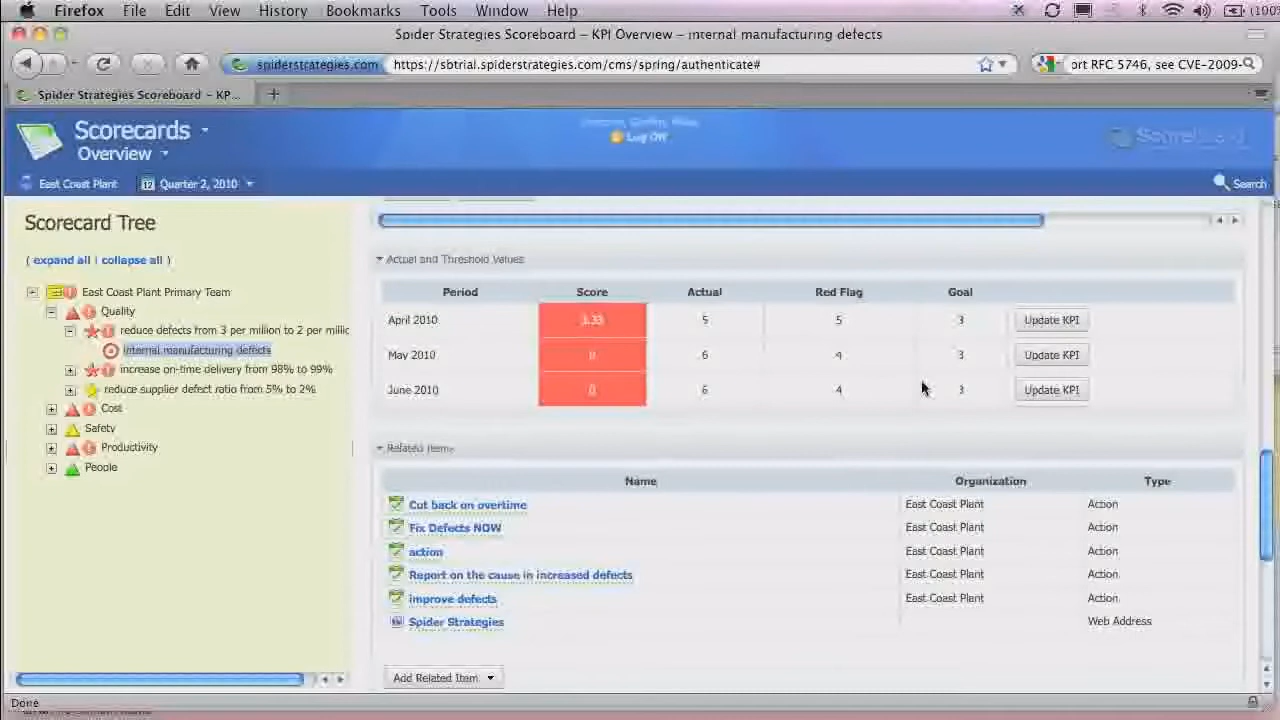 Firefox File Edit View History Bookmarks Tools Window Help
Spider Strategies Scoreboard – KPI Overview – internal manufacturing defects
spiderstrategies.com https://sbtrial.spiderstrategies.com/cms/spring/authenticate# ort RFC 5746, see CVE-2009-
Spider Strategies Scoreboard – KP...
Scorecards
Overview
Log Off
East Coast Plant 12 Quarter 2, 2010 Search
Scorecard Tree
( expand all | collapse all )
East Coast Plant Primary Team
Quality
reduce defects from 3 per million to 2 per millic
internal manufacturing defects
increase on-time delivery from 98% to 99%
reduce supplier defect ratio from 5% to 2%
Cost
Safety
Productivity
People
Actual and Threshold Values
Period Score Actual Red Flag Goal
April 2010 3.33 5 5 3 Update KPI
May 2010 0 6 4 3 Update KPI
June 2010 0 6 4 3 Update KPI
Related Items
Name Organization Type
Cut back on overtime East Coast Plant Action
Fix Defects NOW East Coast Plant Action
action East Coast Plant Action
Report on the cause in increased defects East Coast Plant Action
improve defects East Coast Plant Action
Spider Strategies Web Address
Add Related Item
Done